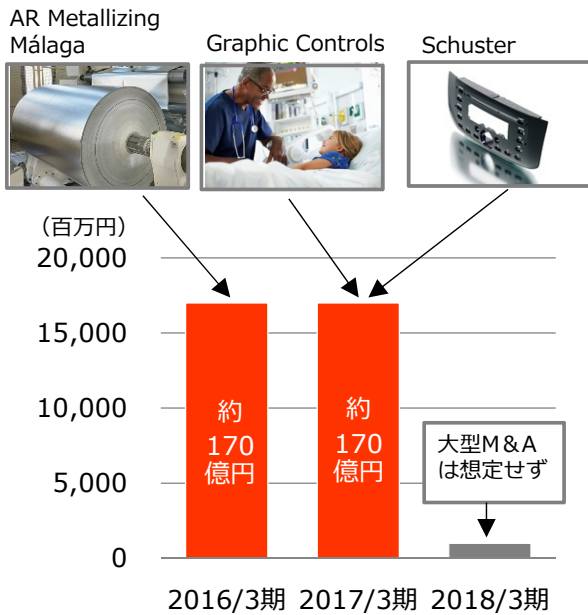 AR Metallizing
Málaga
Graphic Controls
Schuster
（百万円）
20,000
15,000
10,000
5,000
0
約
170
億円
約
170
億円
大型M＆A
は想定せず
2016/3期
2017/3期
2018/3期